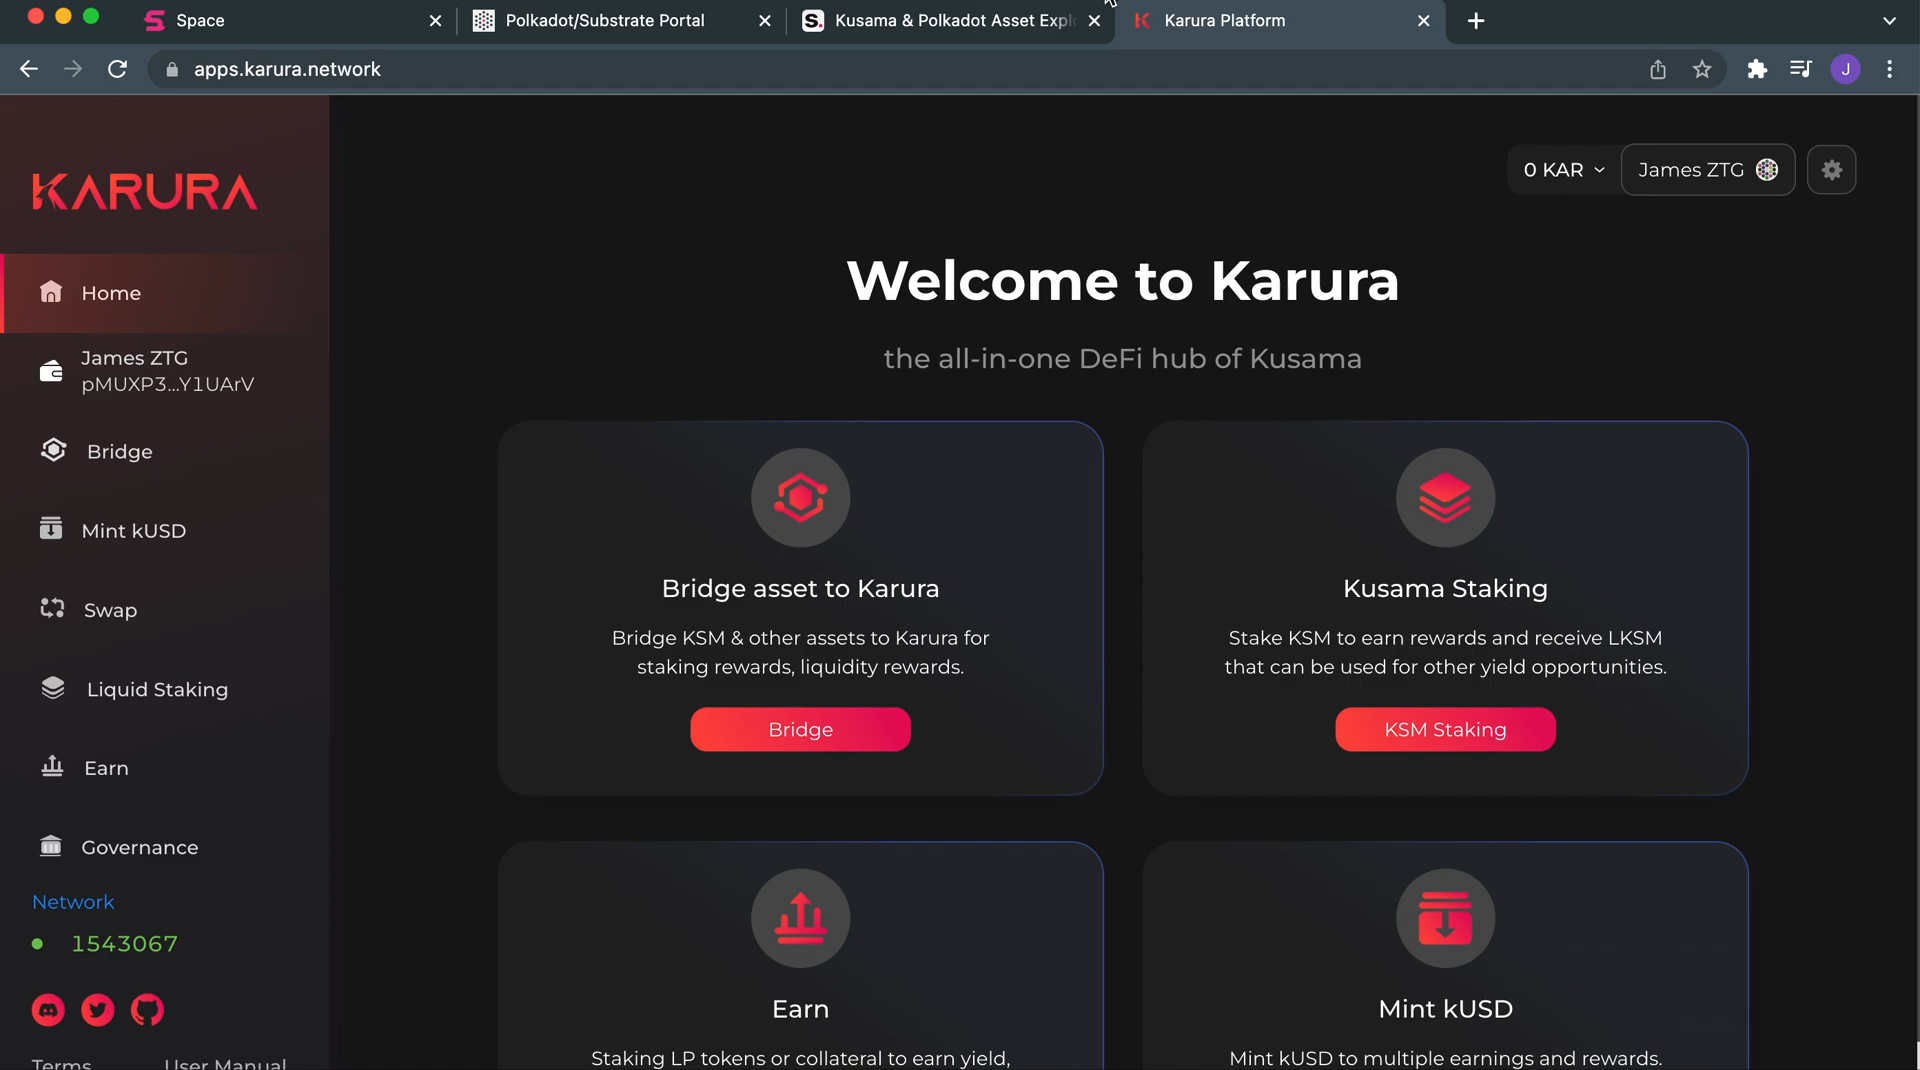 Space
Polkadot/Substrate Portal
Kusama & Polkadot Asset Expl
Karura Platform
apps.karura.network
J
KARURA
0 KAR
James ZTG
Home
James ZTG
pMUXP3...Y1UArV
Bridge
Mint kUSD
Swap
Liquid Staking
Earn
Governance
Network
1543067
Terms
User Manual
Welcome to Karura
the all-in-one DeFi hub of Kusama
Bridge asset to Karura
Bridge KSM & other assets to Karura for
staking rewards, liquidity rewards.
Bridge
Kusama Staking
Stake KSM to earn rewards and receive LKSM
that can be used for other yield opportunities.
KSM Staking
Earn
Staking LP tokens or collateral to earn yield,
Mint kUSD
Mint kUSD to multiple earnings and rewards.